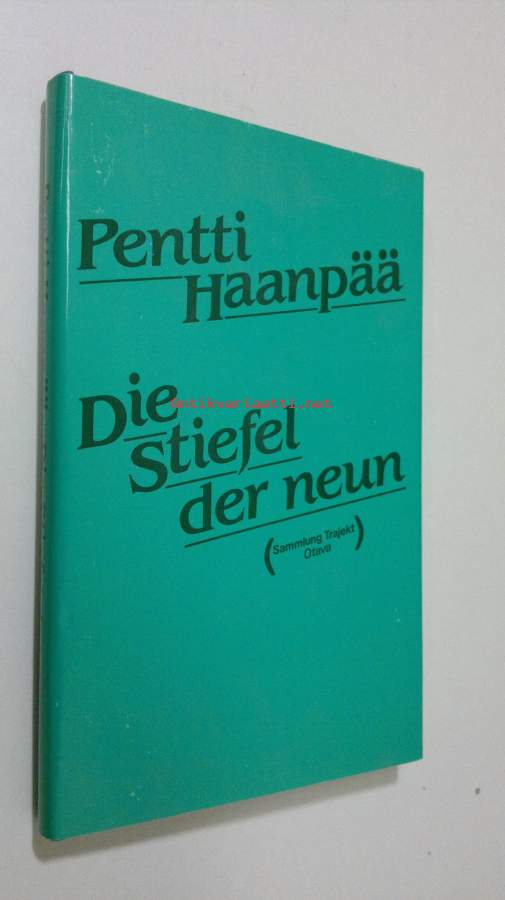 Pentti
Haanpää
Die
antikvariaatti.net
Stiefel
der neun
(Sammlung Trajekt
Otava)